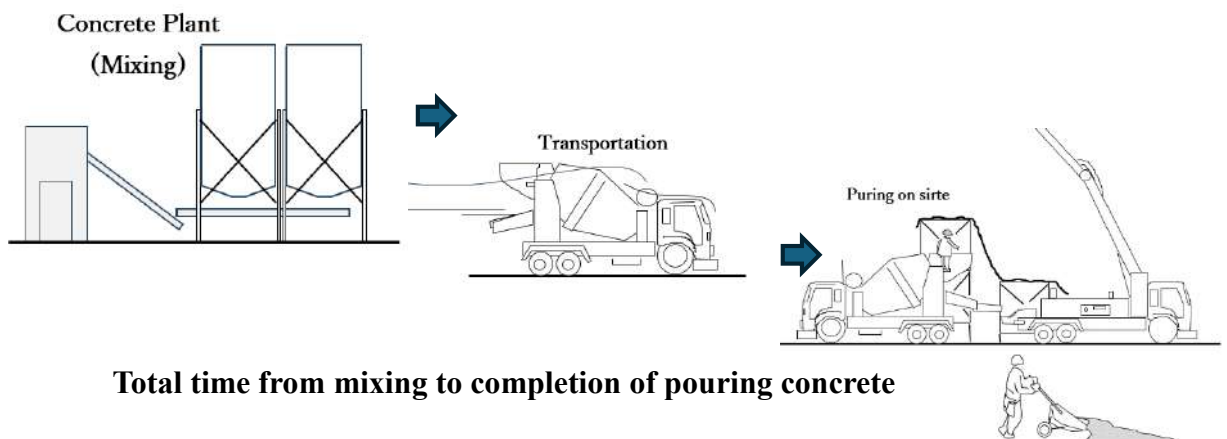 Concrete Plant
(Mixing)
Transportation
Puring on sirte
Total time from mixing to completion of pouring concrete